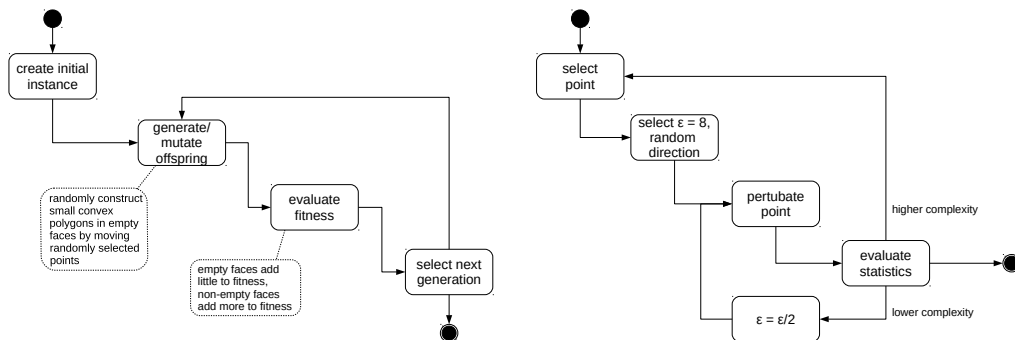 create initial
instance
generate/
mutate
offspring
randomly construct
small convex
polygons in empty
faces by moving
randomly selected
points
evaluate
fitness
empty faces add
little to fitness,
non-empty faces
add more to fitness
select next
generation
select
point
select ε = 8,
random
direction
pertubate
point
higher complexity
evaluate
statistics
lower complexity
ε = ε/2